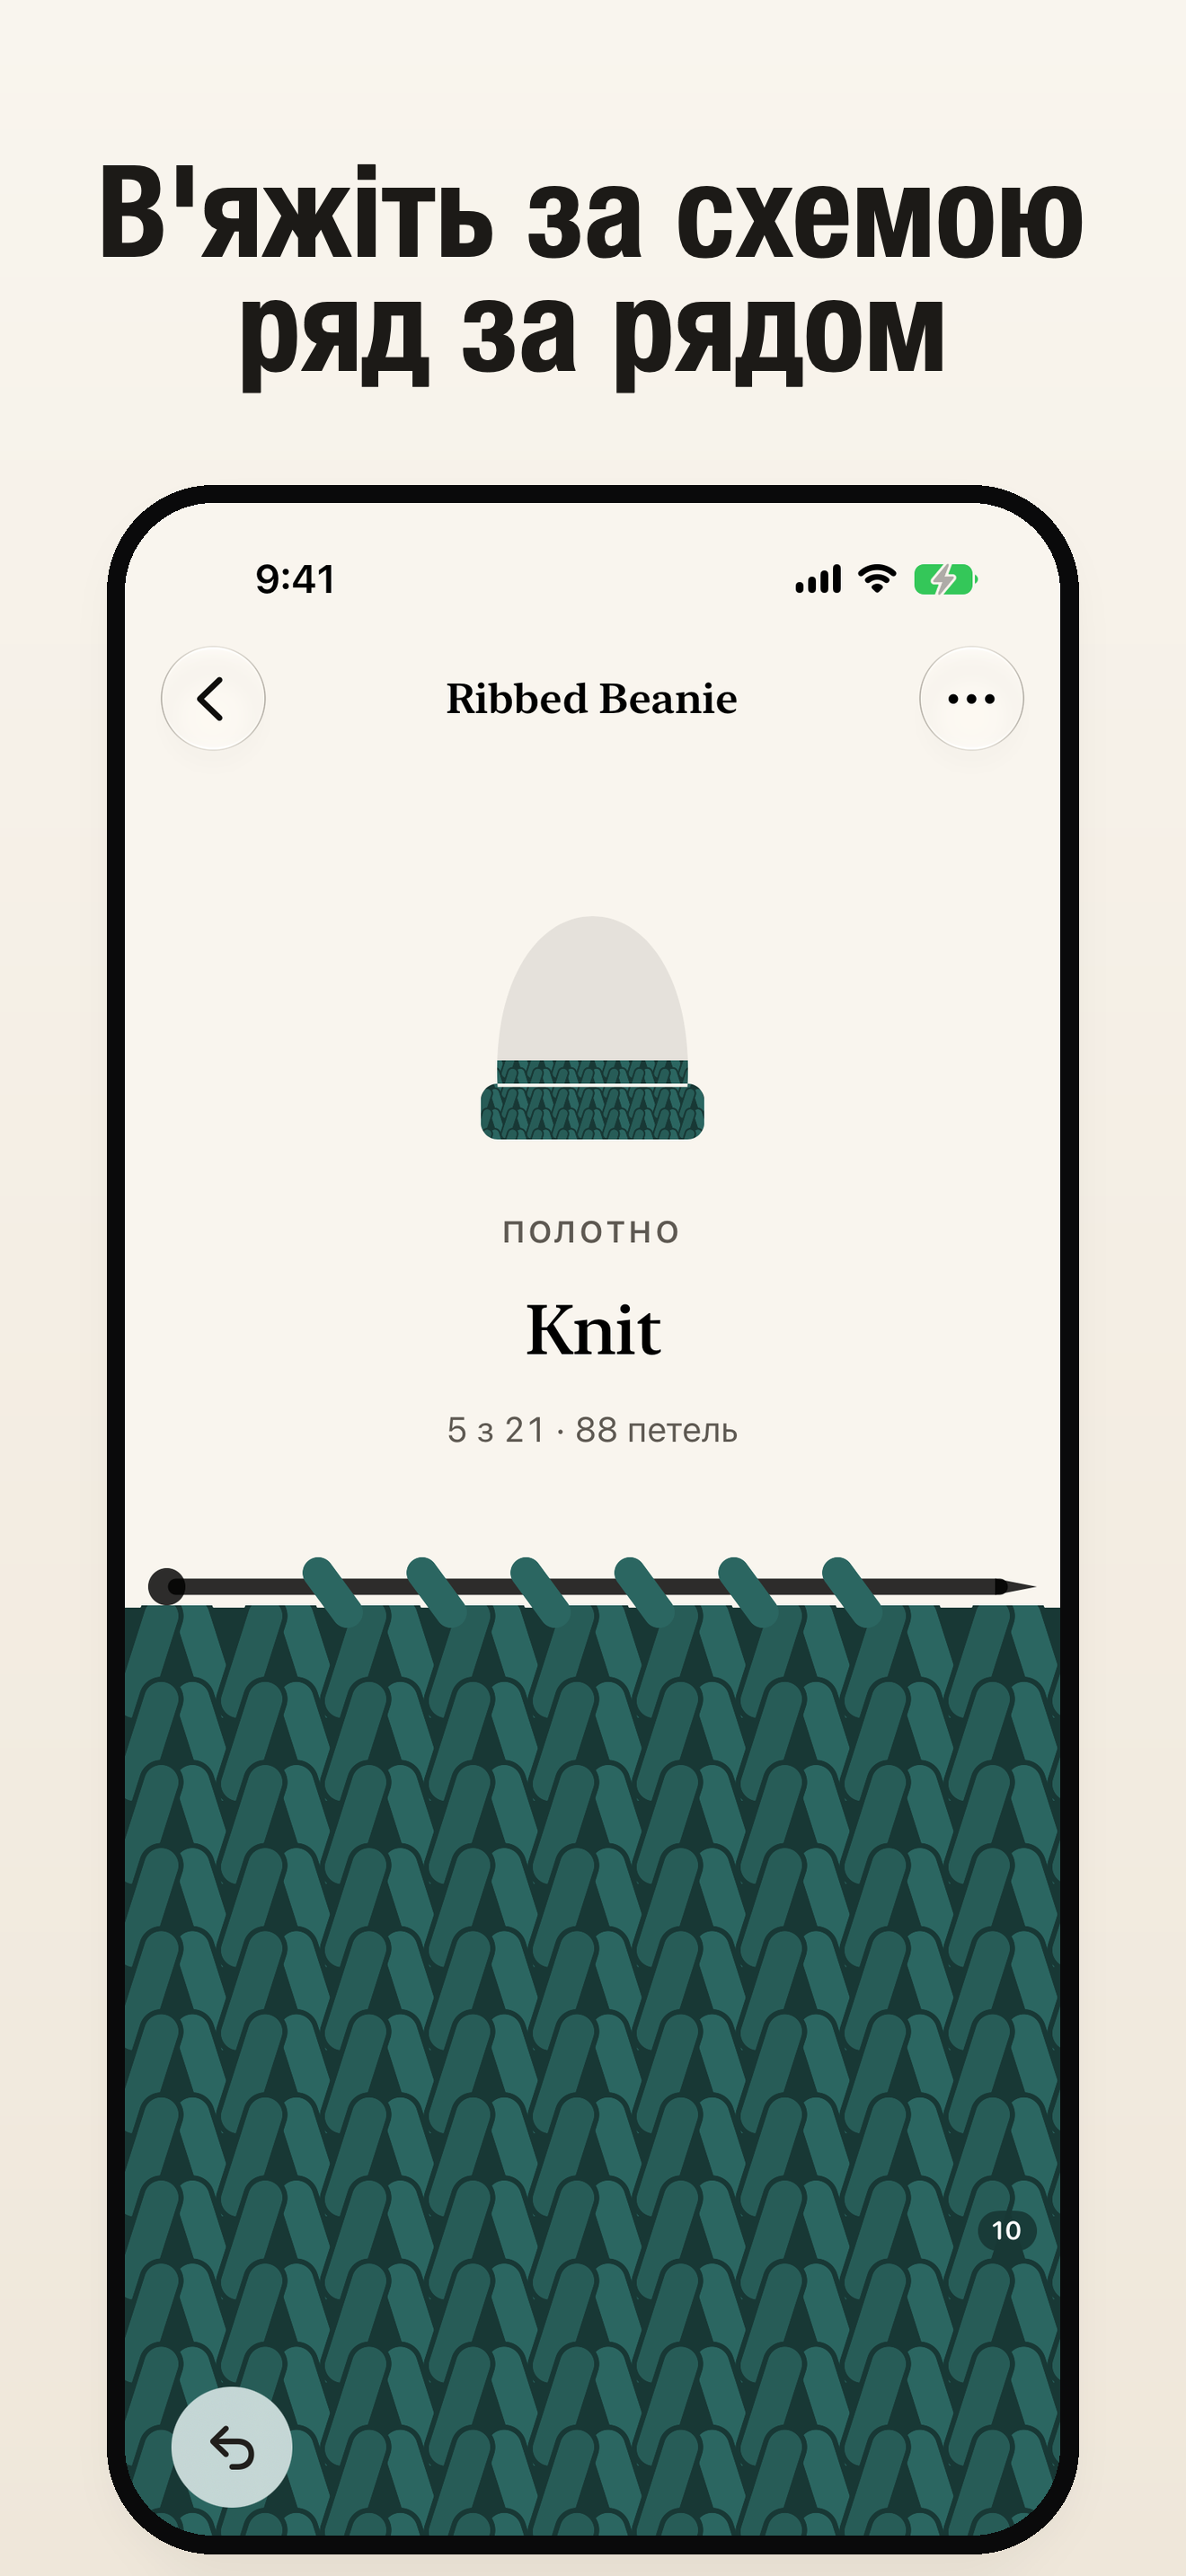 В'яжіть за схемою
ряд за рядом
9:41
Ribbed Beanie
ПОЛОТНО
Knit
5 з 21 · 88 петель
10